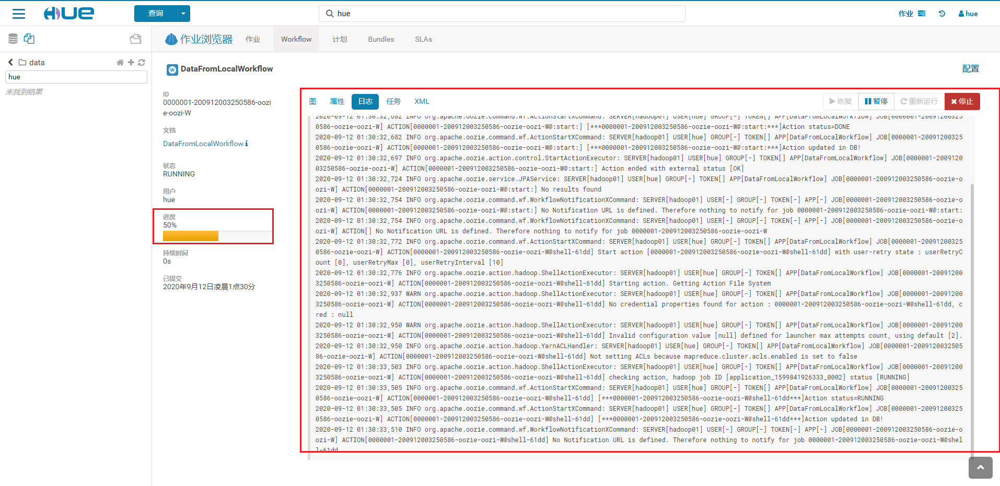 HUE
查询
hue
作业
hue
作业浏览器
作业
Workflow
计划
Bundles
SLAs
data
hue
未找到结果
W
DataFromLocalWorkflow
配置
ID
0000001-200912003250586-oozi
e-oozi-W
文档
DataFromLocalWorkflow
状态
RUNNING
用户
hue
进度
50%
持续时间
0s
已提交
2020年9月12日凌晨1点30分
图
属性
日志
任务
XML
恢复
暂停
重新运行
停止
2020-09-12 01:30:32,682 INFO org.apache.oozie.command.wf.ActionStartXCommand: SERVER[hadoop01] USER[hue] GROUP[-] TOKEN[] APP[DataFromLocalWorkflow] JOB[0000001-20091200325
0586-oozie-oozi-W] ACTION[0000001-200912003250586-oozie-oozi-W@:start:] [***0000001-200912003250586-oozie-oozi-W@:start:***]Action status=DONE
2020-09-12 01:30:32,682 INFO org.apache.oozie.command.wf.ActionStartXCommand: SERVER[hadoop01] USER[hue] GROUP[-] TOKEN[] APP[DataFromLocalWorkflow] JOB[0000001-20091200325
0586-oozie-oozi-W] ACTION[0000001-200912003250586-oozie-oozi-W@:start:] [***0000001-200912003250586-oozie-oozi-W@:start:***]Action updated in DB!
2020-09-12 01:30:32,697 INFO org.apache.oozie.action.control.StartActionExecutor: SERVER[hadoop01] USER[hue] GROUP[-] TOKEN[] APP[DataFromLocalWorkflow] JOB[0000001-200912
003250586-oozie-oozi-W] ACTION[0000001-200912003250586-oozie-oozi-W@:start:] Action ended with external status [OK]
2020-09-12 01:30:32,724 INFO org.apache.oozie.service.JPAService: SERVER[hadoop01] USER[hue] GROUP[-] TOKEN[] APP[DataFromLocalWorkflow] JOB[0000001-200912003250586-oozie-o
ozi-W] ACTION[0000001-200912003250586-oozie-oozi-W@:start:] No results found
2020-09-12 01:30:32,754 INFO org.apache.oozie.command.wf.WorkflowNotificationXCommand: SERVER[hadoop01] USER[-] GROUP[-] TOKEN[-] APP[-] JOB[0000001-200912003250586-oozie-o
ozi-W] ACTION[0000001-200912003250586-oozie-oozi-W@:start:] No Notification URL is defined. Therefore nothing to notify for job 0000001-200912003250586-oozie-oozi-W@:start:
2020-09-12 01:30:32,754 INFO org.apache.oozie.command.wf.WorkflowNotificationXCommand: SERVER[hadoop01] USER[-] GROUP[-] TOKEN[-] APP[-] JOB[0000001-200912003250586-oozie-o
ozi-W] ACTION[] No Notification URL is defined. Therefore nothing to notify for job 0000001-200912003250586-oozie-oozi-W
2020-09-12 01:30:32,772 INFO org.apache.oozie.command.wf.ActionStartXCommand: SERVER[hadoop01] USER[hue] GROUP[-] TOKEN[] APP[DataFromLocalWorkflow] JOB[0000001-20091200325
0586-oozie-oozi-W] ACTION[0000001-200912003250586-oozie-oozi-W@shell-61dd] Start action [0000001-200912003250586-oozie-oozi-W@shell-61dd] with user-retry state : userRetryC
ount [0], userRetryMax [0], userRetryInterval [10]
2020-09-12 01:30:32,776 INFO org.apache.oozie.action.hadoop.ShellActionExecutor: SERVER[hadoop01] USER[hue] GROUP[-] TOKEN[] APP[DataFromLocalWorkflow] JOB[0000001-20091200
3250586-oozie-oozi-W] ACTION[0000001-200912003250586-oozie-oozi-W@shell-61dd] Starting action. Getting Action File System
2020-09-12 01:30:32,937 WARN org.apache.oozie.action.hadoop.ShellActionExecutor: SERVER[hadoop01] USER[hue] GROUP[-] TOKEN[] APP[DataFromLocalWorkflow] JOB[0000001-20091200
3250586-oozie-oozi-W] ACTION[0000001-200912003250586-oozie-oozi-W@shell-61dd] No credential properties found for action : 0000001-200912003250586-oozie-oozi-W@shell-61dd, c
red : null
2020-09-12 01:30:32,950 WARN org.apache.oozie.action.hadoop.ShellActionExecutor: SERVER[hadoop01] USER[hue] GROUP[-] TOKEN[] APP[DataFromLocalWorkflow] JOB[0000001-20091200
3250586-oozie-oozi-W] ACTION[0000001-200912003250586-oozie-oozi-W@shell-61dd] Invalid configuration value [null] defined for launcher max attempts count, using default [2].
2020-09-12 01:30:32,950 INFO org.apache.oozie.action.hadoop.YarnACLHandler: SERVER[hadoop01] USER[hue] GROUP[-] TOKEN[] APP[DataFromLocalWorkflow] JOB[0000001-2009120032505
86-oozie-oozi-W] ACTION[0000001-200912003250586-oozie-oozi-W@shell-61dd] Not setting ACLs because mapreduce.cluster.acls.enabled is set to false
2020-09-12 01:30:33,503 INFO org.apache.oozie.action.hadoop.ShellActionExecutor: SERVER[hadoop01] USER[hue] GROUP[-] TOKEN[] APP[DataFromLocalWorkflow] JOB[0000001-20091200
3250586-oozie-oozi-W] ACTION[0000001-200912003250586-oozie-oozi-W@shell-61dd] checking action, hadoop job ID [application_1599841926333_0002] status [RUNNING]
2020-09-12 01:30:33,505 INFO org.apache.oozie.command.wf.ActionStartXCommand: SERVER[hadoop01] USER[hue] GROUP[-] TOKEN[] APP[DataFromLocalWorkflow] JOB[0000001-20091200325
0586-oozie-oozi-W] ACTION[0000001-200912003250586-oozie-oozi-W@shell-61dd] [***0000001-200912003250586-oozie-oozi-W@shell-61dd***]Action status=RUNNING
2020-09-12 01:30:33,505 INFO org.apache.oozie.command.wf.ActionStartXCommand: SERVER[hadoop01] USER[hue] GROUP[-] TOKEN[] APP[DataFromLocalWorkflow] JOB[0000001-20091200325
0586-oozie-oozi-W] ACTION[0000001-200912003250586-oozie-oozi-W@shell-61dd] [***0000001-200912003250586-oozie-oozi-W@shell-61dd***]Action updated in DB!
2020-09-12 01:30:33,510 INFO org.apache.oozie.command.wf.WorkflowNotificationXCommand: SERVER[hadoop01] USER[-] GROUP[-] TOKEN[-] APP[-] JOB[0000001-200912003250586-oozie-o
ozi-W] ACTION[0000001-200912003250586-oozie-oozi-W@shell-61dd] No Notification URL is defined. Therefore nothing to notify for job 0000001-200912003250586-oozie-oozi-W@shel
l-61dd